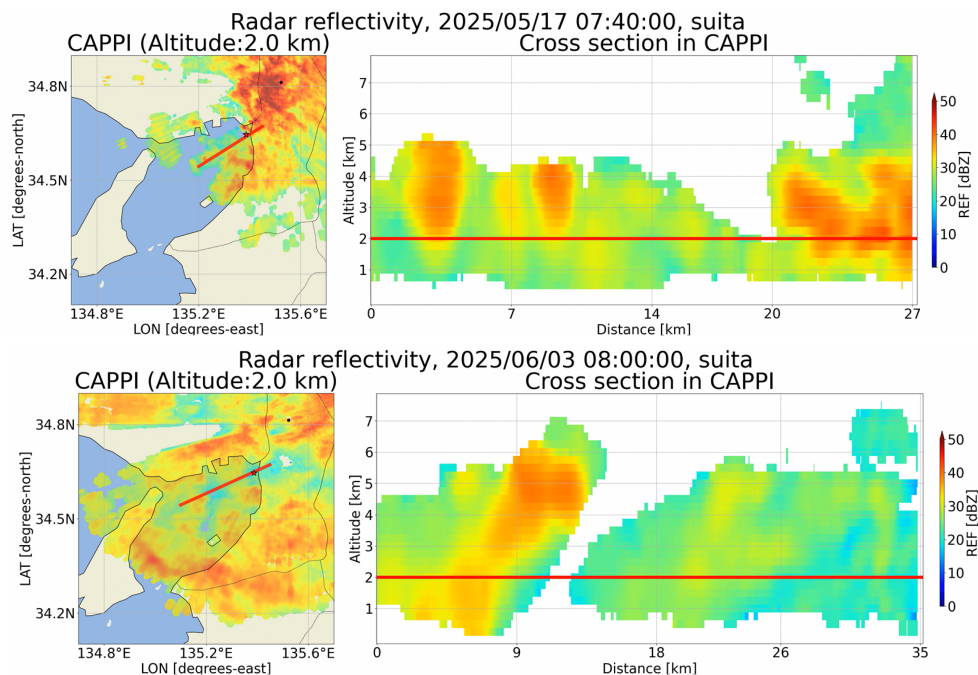 Radar reflectivity, 2025/05/17 07:40:00, suita
CAPPI (Altitude:2.0 km)
Cross section in CAPPI
34.8N
34.5N
34.2N
LAT [degrees-north]
134.8°E
135.2°E
135.6°E
LON [degrees-east]
7
6
5
4
3
2
1
Altitude [km]
0
7
14
20
27
Distance [km]
50
40
30
20
10
0
REF [dBZ]
Radar reflectivity, 2025/06/03 08:00:00, suita
CAPPI (Altitude:2.0 km)
Cross section in CAPPI
34.8N
34.5N
34.2N
LAT [degrees-north]
134.8°E
135.2°E
135.6°E
LON [degrees-east]
7
6
5
4
3
2
1
Altitude [km]
0
9
18
26
35
Distance [km]
50
40
30
20
10
0
REF [dBZ]